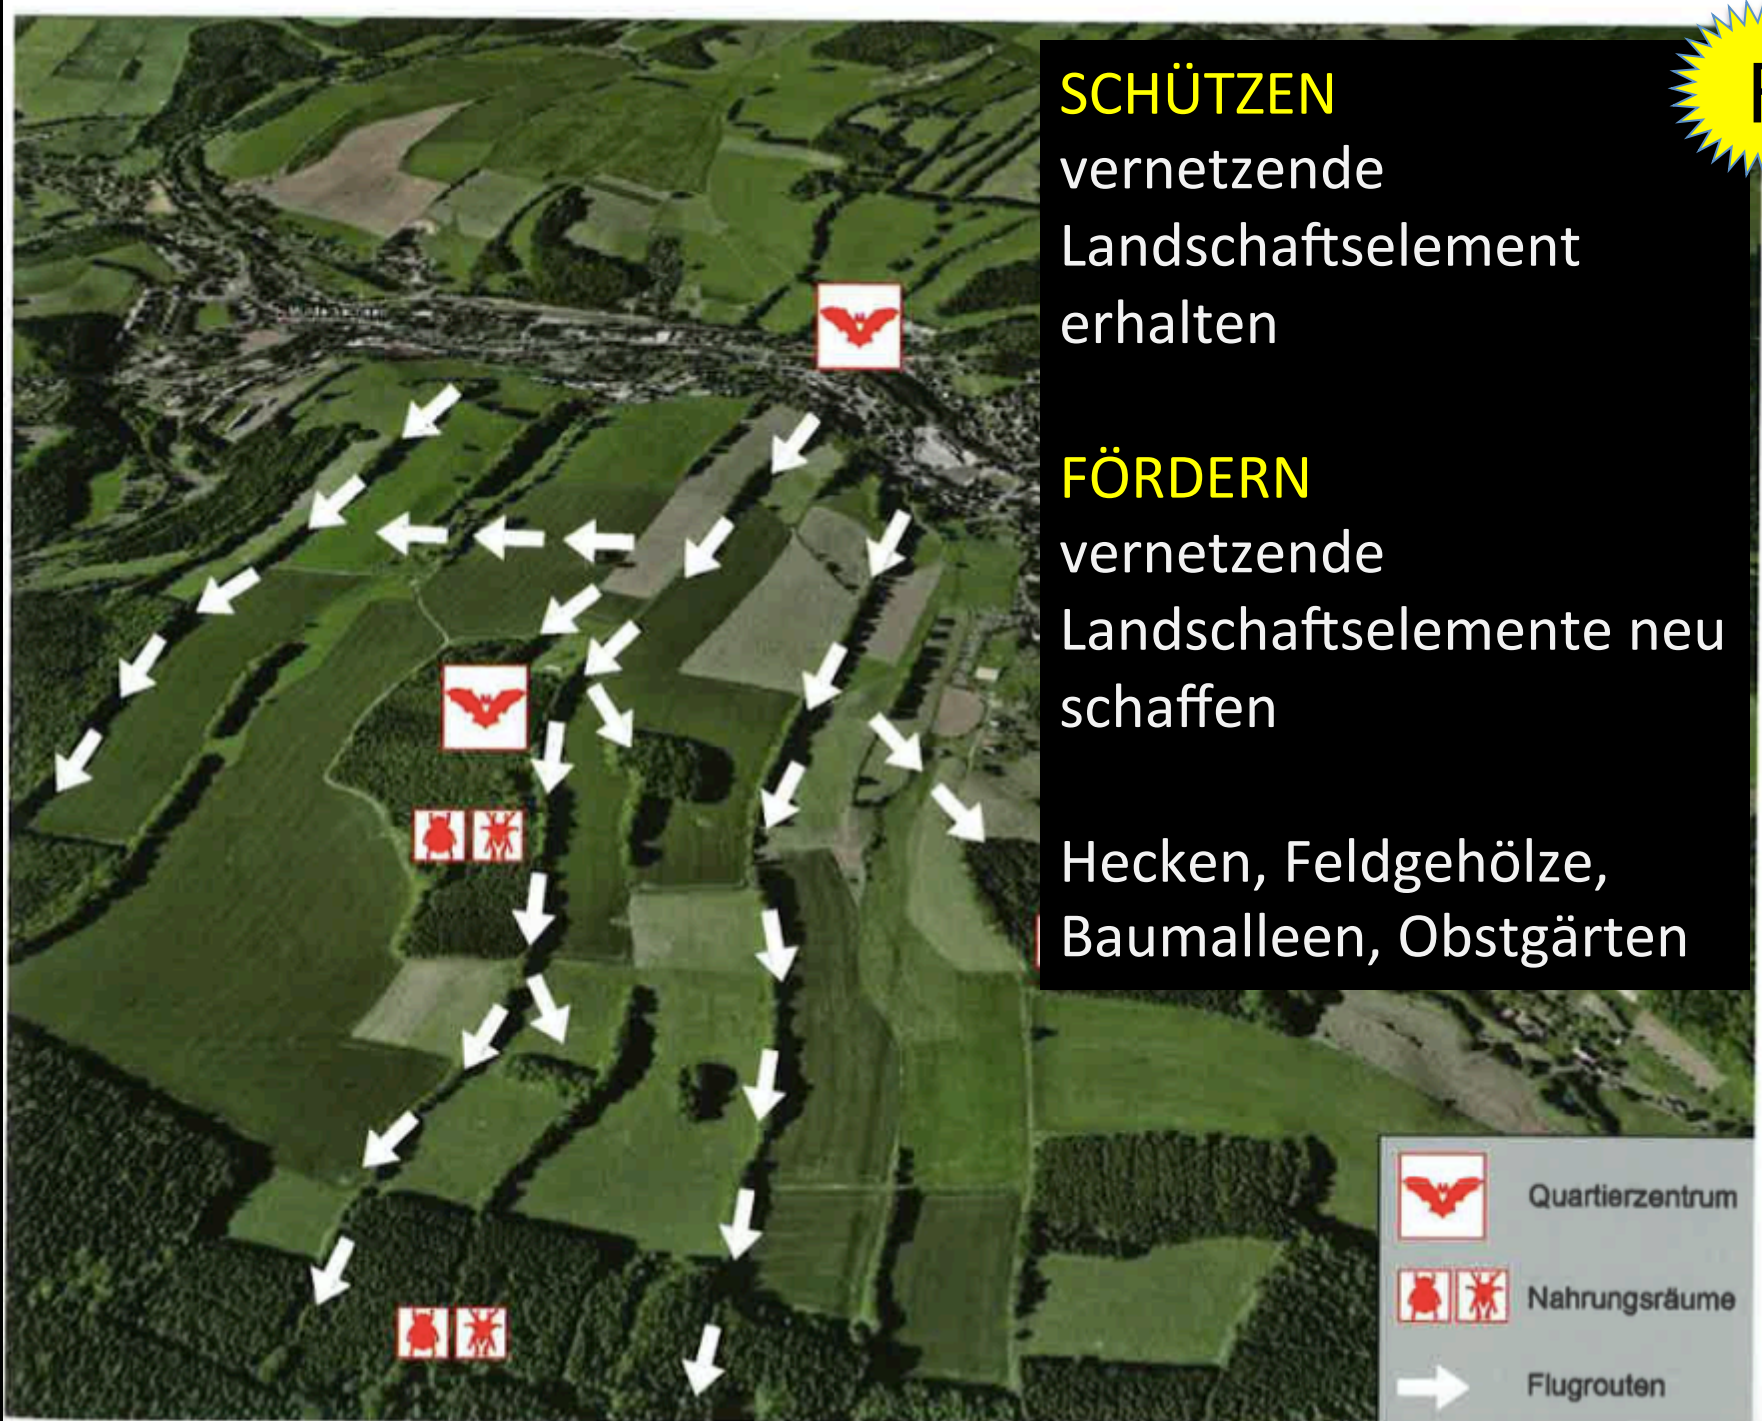 SCHÜTZEN
vernetzende
Landschaftselement
erhalten
FÖRDERN
vernetzende
Landschaftselemente neu
schaffen
Hecken, Feldgehölze,
Baumalleen, Obstgärten
Quartierzentrum
Nahrungsräume
Flugrouten